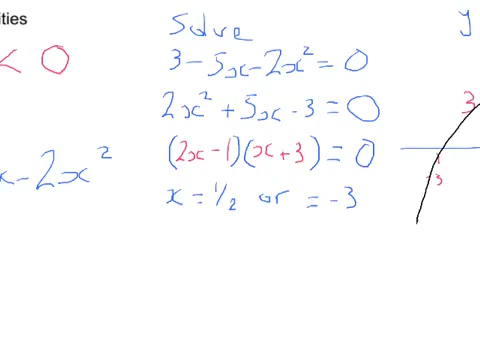 ities
< 0
x - 2x²
Solve
3 - 5x - 2x² = 0
2x² + 5x - 3 = 0
(2x - 1)(x + 3) = 0
x = 1/2 or = -3
y
3
-3